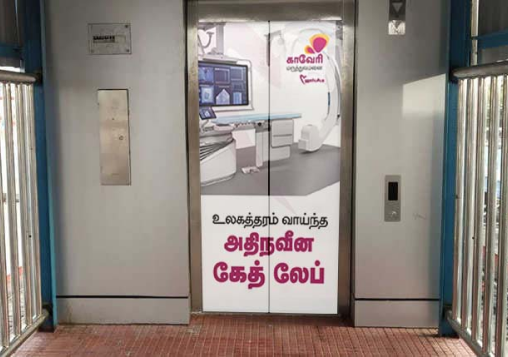 காவேரி
மருத்துவமனை
உலகத்தரம் வாய்ந்த
அதிநவீன
கேத் லேப்